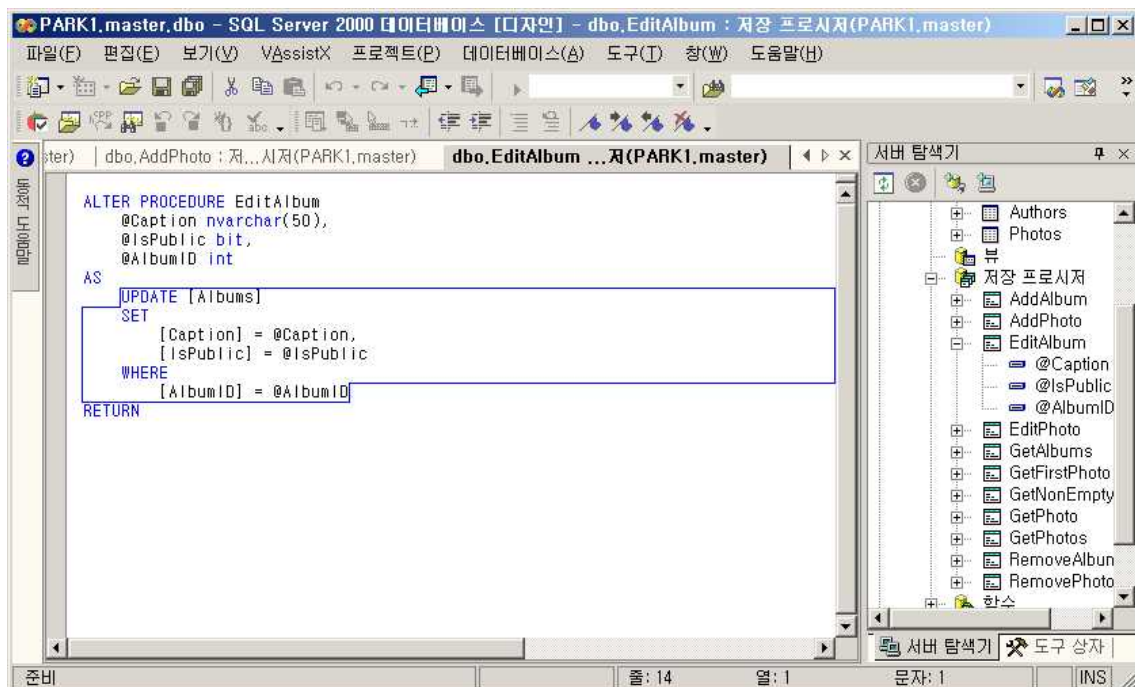 PARK1.master.dbo - SQL Server 2000 데이터베이스 [디자인] - dbo.EditAlbum : 저장 프로시저(PARK1.master)
파일(F) 편집(E) 보기(V) VAssistX 프로젝트(P) 데이터베이스(A) 도구(T) 창(W) 도움말(H)
ster) dbo.AddPhoto : 저...시저(PARK1.master) dbo.EditAlbum ...저(PARK1.master)
동적 도움말
ALTER PROCEDURE EditAlbum
@Caption nvarchar(50),
@IsPublic bit,
@AlbumID int
AS
UPDATE [Albums]
SET
[Caption] = @Caption,
[IsPublic] = @IsPublic
WHERE
[AlbumID] = @AlbumID
RETURN
서버 탐색기
Authors
Photos
뷰
저장 프로시저
AddAlbum
AddPhoto
EditAlbum
@Caption
@IsPublic
@AlbumID
EditPhoto
GetAlbums
GetFirstPhoto
GetNonEmpty
GetPhoto
GetPhotos
RemoveAlbum
RemovePhoto
함수
서버 탐색기 도구 상자
준비 줄: 14 열: 1 문자: 1 INS